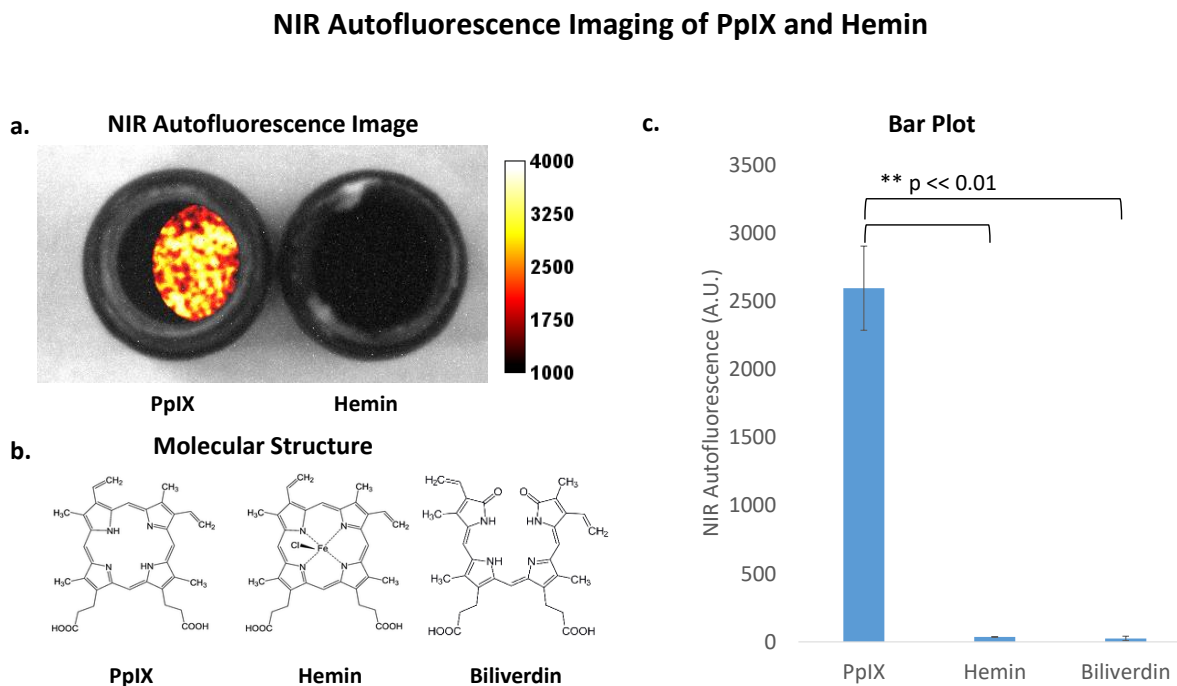 NIR Autofluorescence Imaging of PpIX and Hemin
a. NIR Autofluorescence Image
4000
3250
2500
1750
1000
PpIX Hemin
b. Molecular Structure
CH₂
CH₃
H₃C
NH
N
CH₂
N
HN
H₃C
CH₃
HOOC
COOH
PpIX
CH₂
CH₃
H₃C
N
N
CH₂
Cl
Fe
N
N
H₃C
CH₃
HOOC
COOH
Hemin
H₂C
O
O
CH₃
H₃C
NH
HN
CH₂
NH
N
H₃C
CH₃
HOOC
COOH
Biliverdin
c. Bar Plot
** p << 0.01
NIR Autofluorescence (A.U.)
3500
3000
2500
2000
1500
1000
500
0
PpIX Hemin Biliverdin